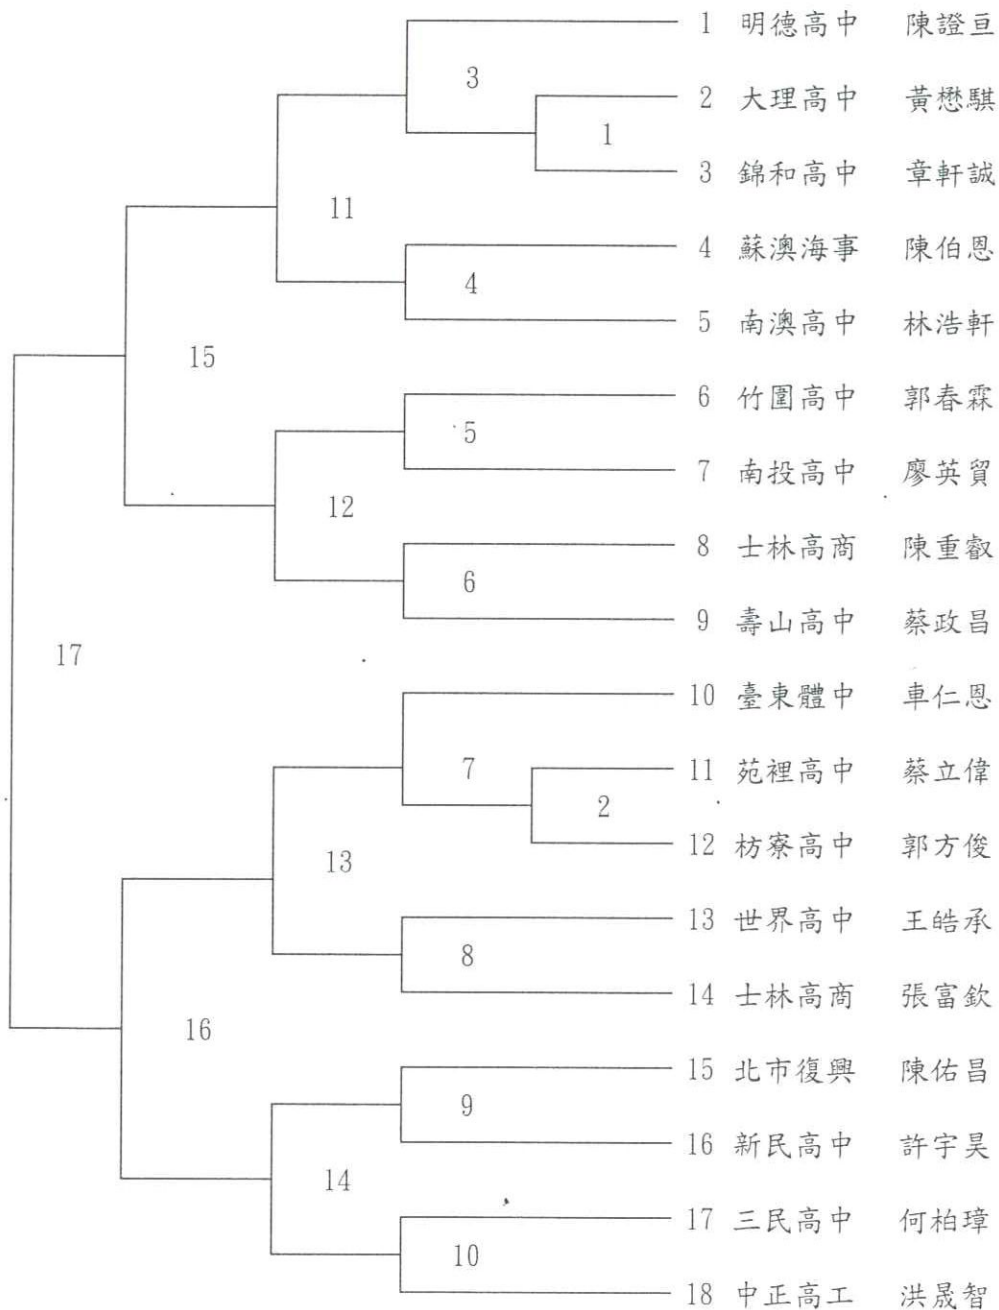 1 明德高中 陳證亘
3
2 大理高中 黃懋騏
1
3 錦和高中 章軒誠
11
4 蘇澳海事 陳伯恩
4
5 南澳高中 林浩軒
15
6 竹圍高中 郭春霖
5
7 南投高中 廖英貿
12
8 士林高商 陳重叡
6
9 壽山高中 蔡政昌
17
10 臺東體中 車仁恩
7
11 苑裡高中 蔡立偉
2
12 枋寮高中 郭方俊
13
13 世界高中 王皓承
8
14 士林高商 張富欽
16
15 北市復興 陳佑昌
9
16 新民高中 許宇昊
14
17 三民高中 何柏璋
10
18 中正高工 洪晟智